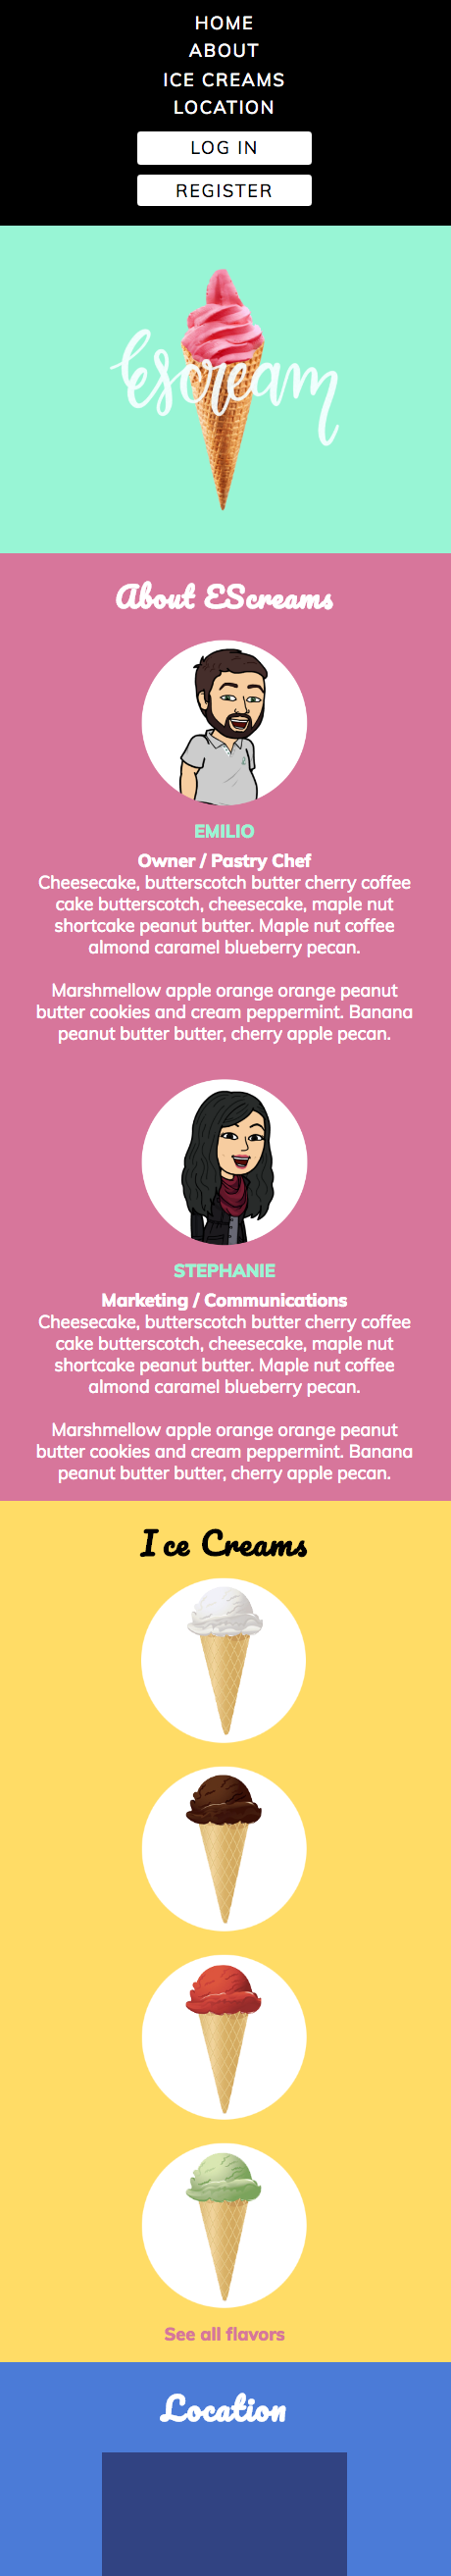 HOME
ABOUT
ICE CREAMS
LOCATION
LOG IN
REGISTER
Escream
About EScreams
EMILIO
Owner / Pastry Chef
Cheesecake, butterscotch butter cherry coffee
cake butterscotch, cheesecake, maple nut
shortcake peanut butter. Maple nut coffee
almond caramel blueberry pecan.
Marshmellow apple orange orange peanut
butter cookies and cream peppermint. Banana
peanut butter butter, cherry apple pecan.
STEPHANIE
Marketing / Communications
Cheesecake, butterscotch butter cherry coffee
cake butterscotch, cheesecake, maple nut
shortcake peanut butter. Maple nut coffee
almond caramel blueberry pecan.
Marshmellow apple orange orange peanut
butter cookies and cream peppermint. Banana
peanut butter butter, cherry apple pecan.
Ice Creams
See all flavors
Location